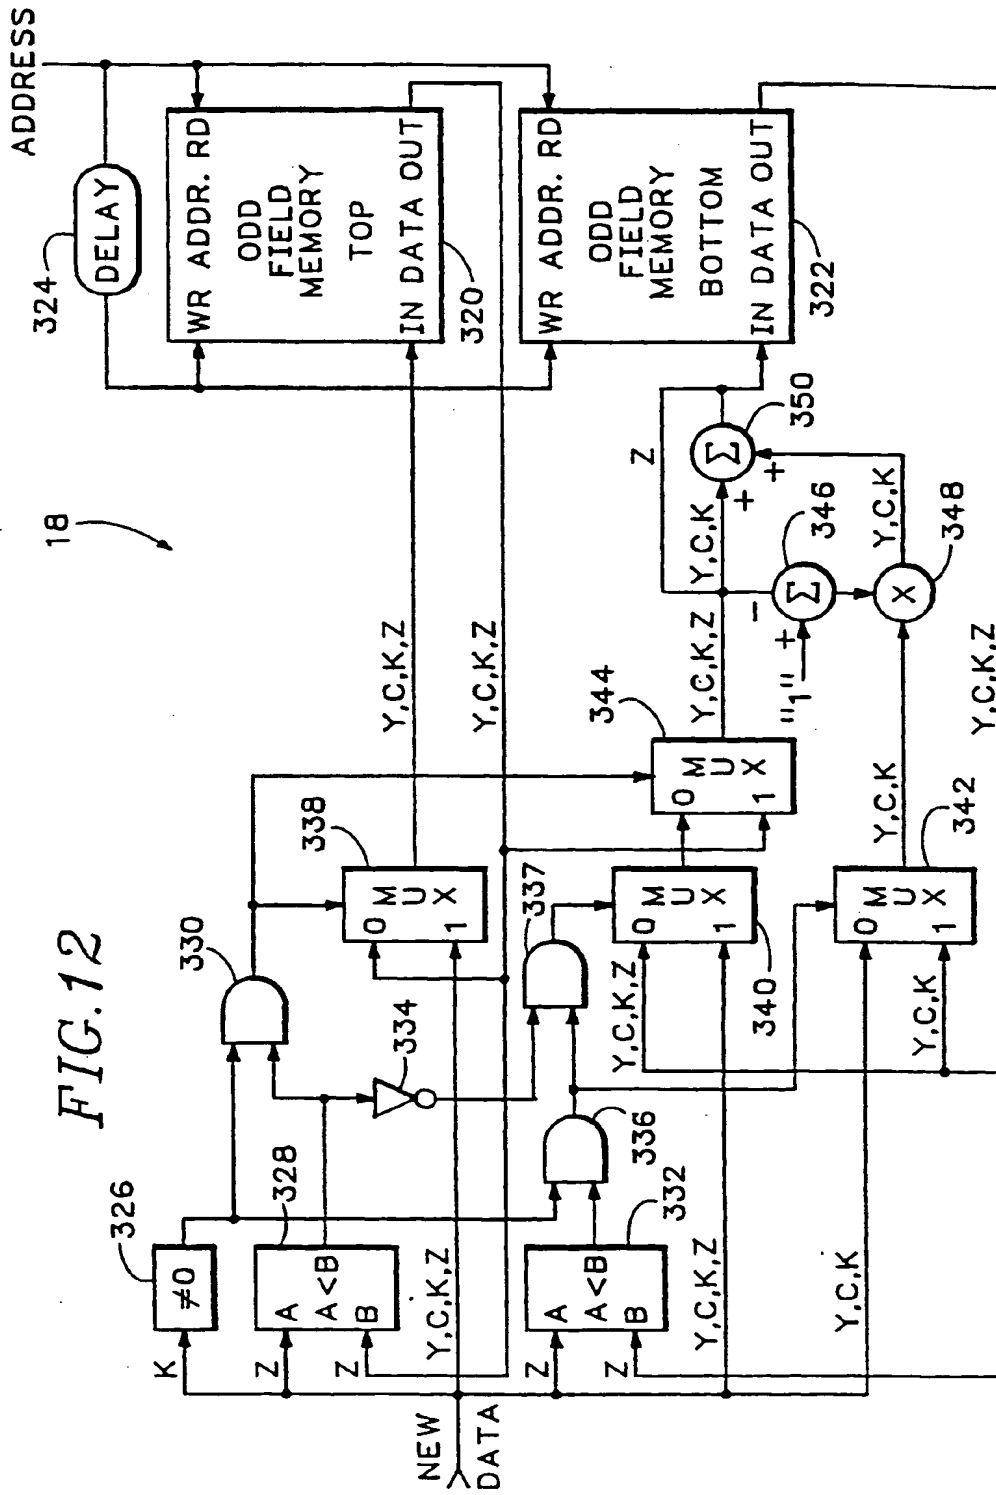 FIG. 12
18
ADDRESS
324
DELAY
WR ADDR. RD
ODD
FIELD
MEMORY
TOP
IN DATA OUT
320
WR ADDR. RD
ODD
FIELD
MEMORY
BOTTOM
IN DATA OUT
322
NEW
DATA
K
≠0
326
Z
A
A<B
B
Z
328
330
334
Y,C,K,Z
Z
A
A<B
B
Z
332
336
337
Y,C,K,Z
Y,C,K
338
0
MUX
1
Y,C,K,Z
Y,C,K,Z
Y,C,K,Z
0
MUX
1
340
Y,C,K
0
MUX
1
342
344
0
MUX
1
Y,C,K,Z
Y,C,K
Z
"1"
+
-
Σ
346
Y,C,K
X
348
Y,C,K
+
+
Σ
350
Y,C,K,Z